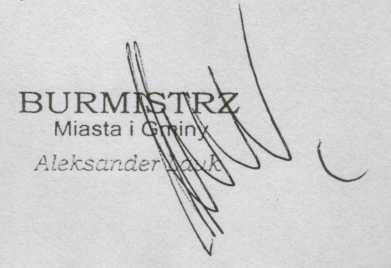 BURMISTRZ
Miasta i Gminy
Aleksander